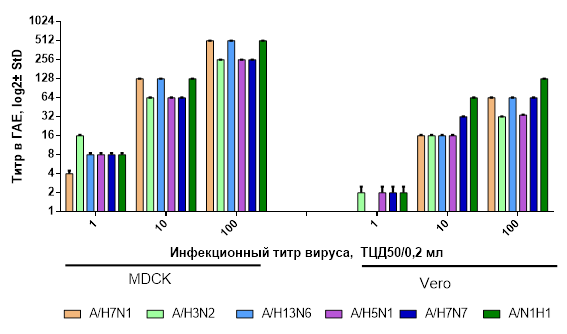 Титр в ГАЕ, log2± StD
1024
512
256
128
64
32
16
8
4
2
1
1 10 100 1 10 100
Инфекционный титр вируса, ТЦД50/0,2 мл
MDCK Vero
A/H7N1 A/H3N2 A/H13N6 A/H5N1 A/H7N7 A/N1H1